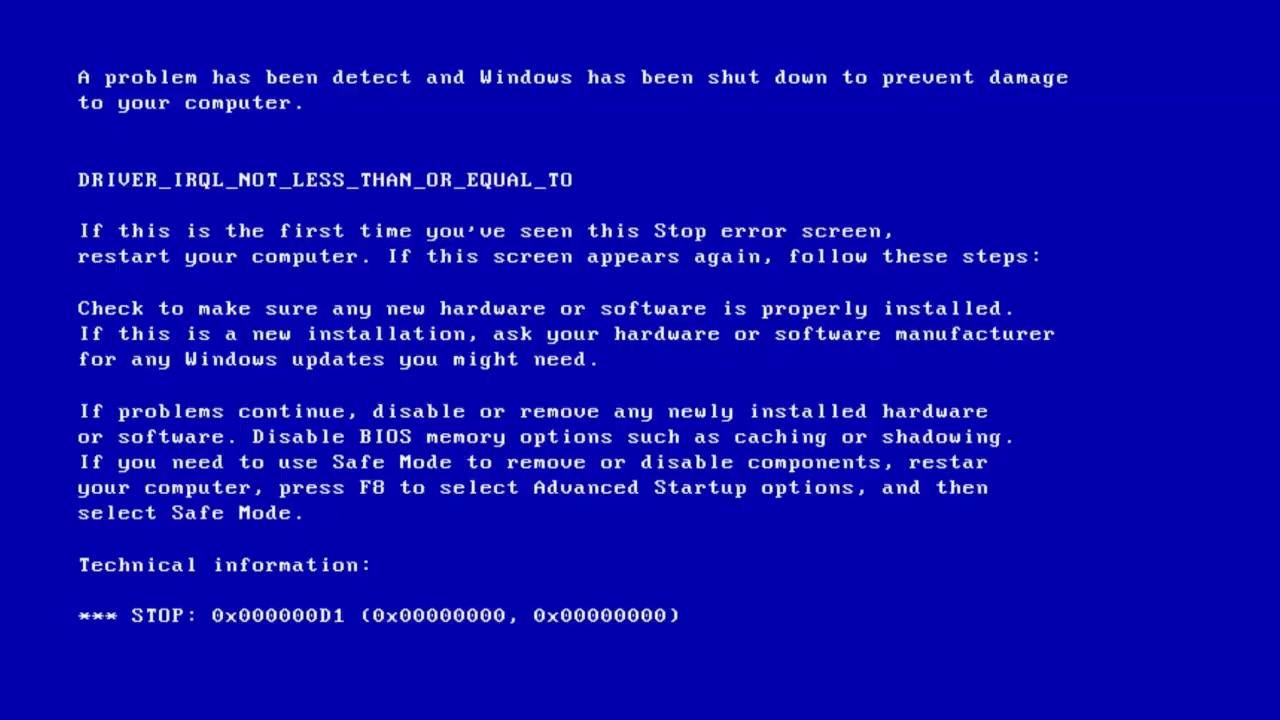 A problem has been detect and Windows has been shut down to prevent damage
to your computer.
DRIVER_IRQL_NOT_LESS_THAN_OR_EQUAL_TO
If this is the first time you've seen this Stop error screen,
restart your computer. If this screen appears again, follow these steps:
Check to make sure any new hardware or software is properly installed.
If this is a new installation, ask your hardware or software manufacturer
for any Windows updates you might need.
If problems continue, disable or remove any newly installed hardware
or software. Disable BIOS memory options such as caching or shadowing.
If you need to use Safe Mode to remove or disable components, restar
your computer, press F8 to select Advanced Startup options, and then
select Safe Mode.
Technical information:
*** STOP: 0x000000D1 (0x00000000, 0x00000000)